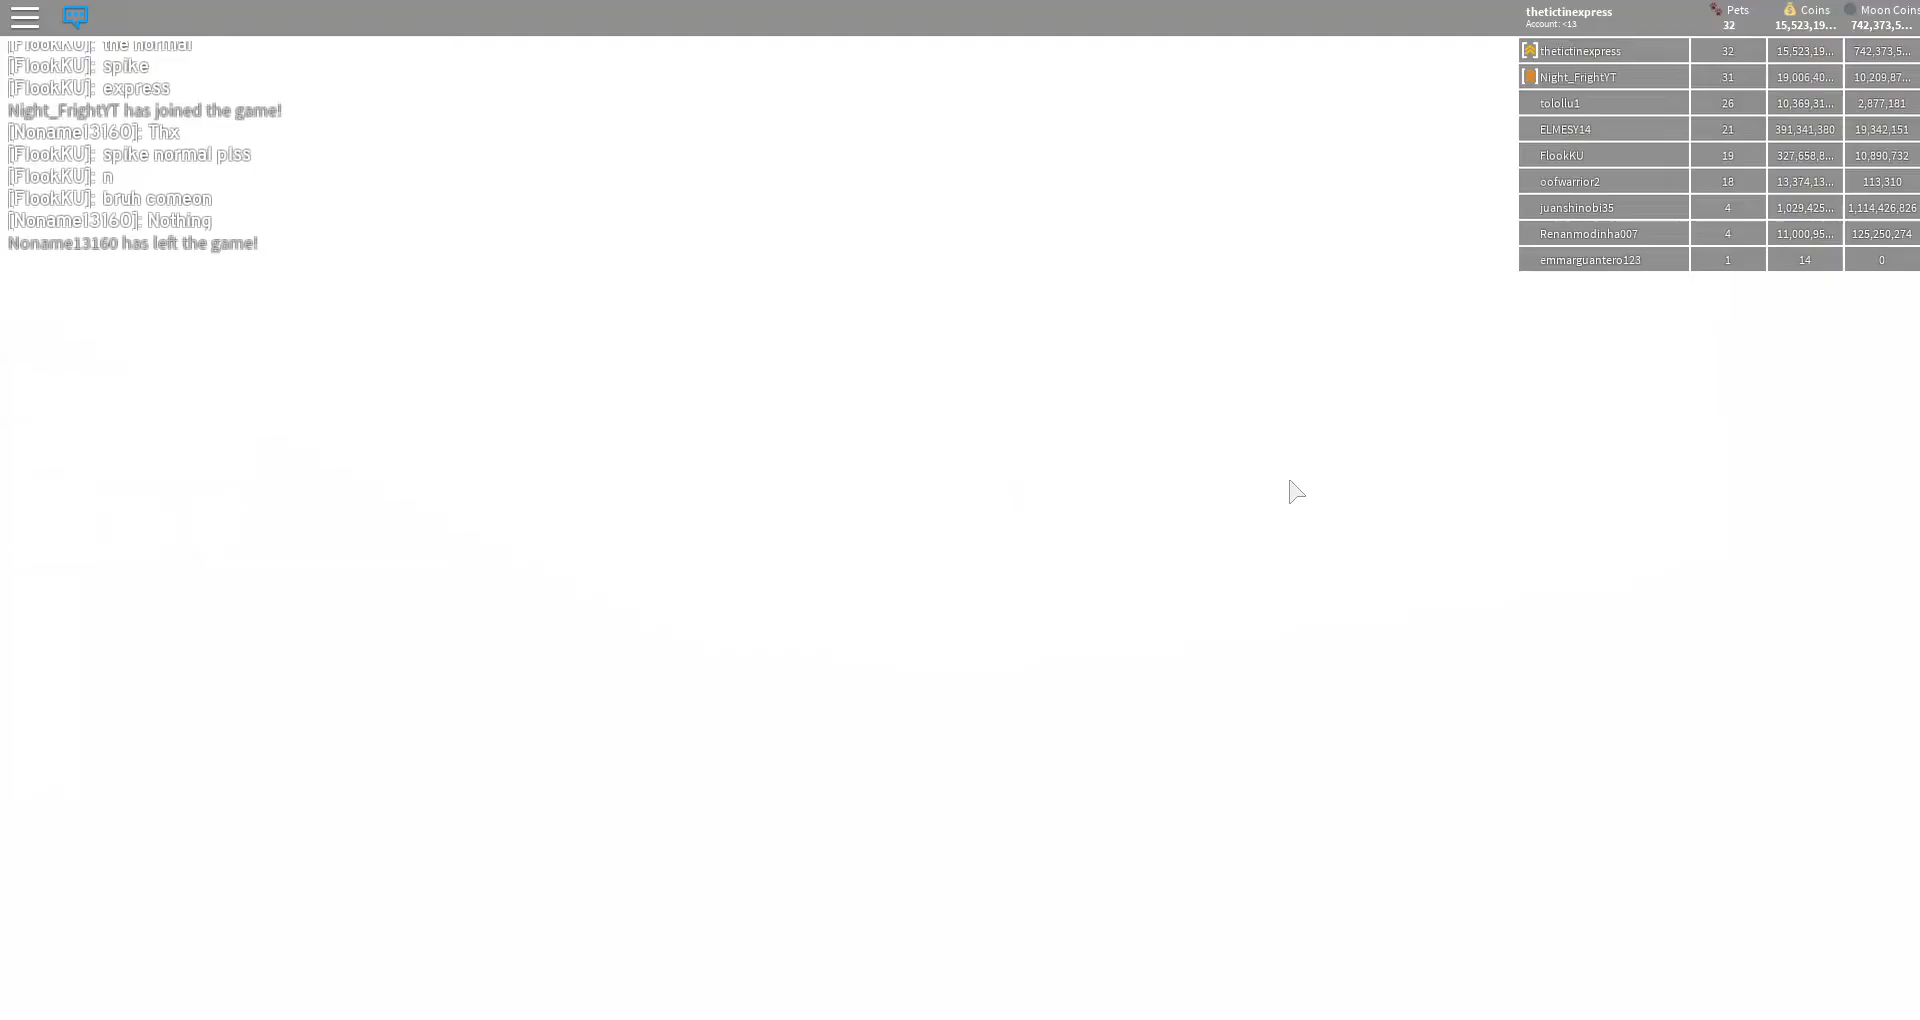 thetictinexpress
Account: <13
Pets
32
Coins
15,523,19...
Moon Coins
742,373,5...
[FlookKU]: the normal
[FlookKU]: spike
[FlookKU]: express
Night_FrightYT has joined the game!
[Noname13160]: Thx
[FlookKU]: spike normal plss
[FlookKU]: n
[FlookKU]: bruh comeon
[Noname13160]: Nothing
Noname13160 has left the game!
thetictinexpress 32 15,523,19... 742,373,5...
Night_FrightYT 31 19,006,40... 10,209,87...
tolollu1 26 10,369,31... 2,877,181
ELMESY14 21 391,341,380 19,342,151
FlookKU 19 327,658,8... 10,890,732
oofwarrior2 18 13,374,13... 113,310
juanshinobi35 4 1,029,425... 1,114,426,826
Renanmodinha007 4 11,000,95... 125,250,274
emmarguantero123 1 14 0